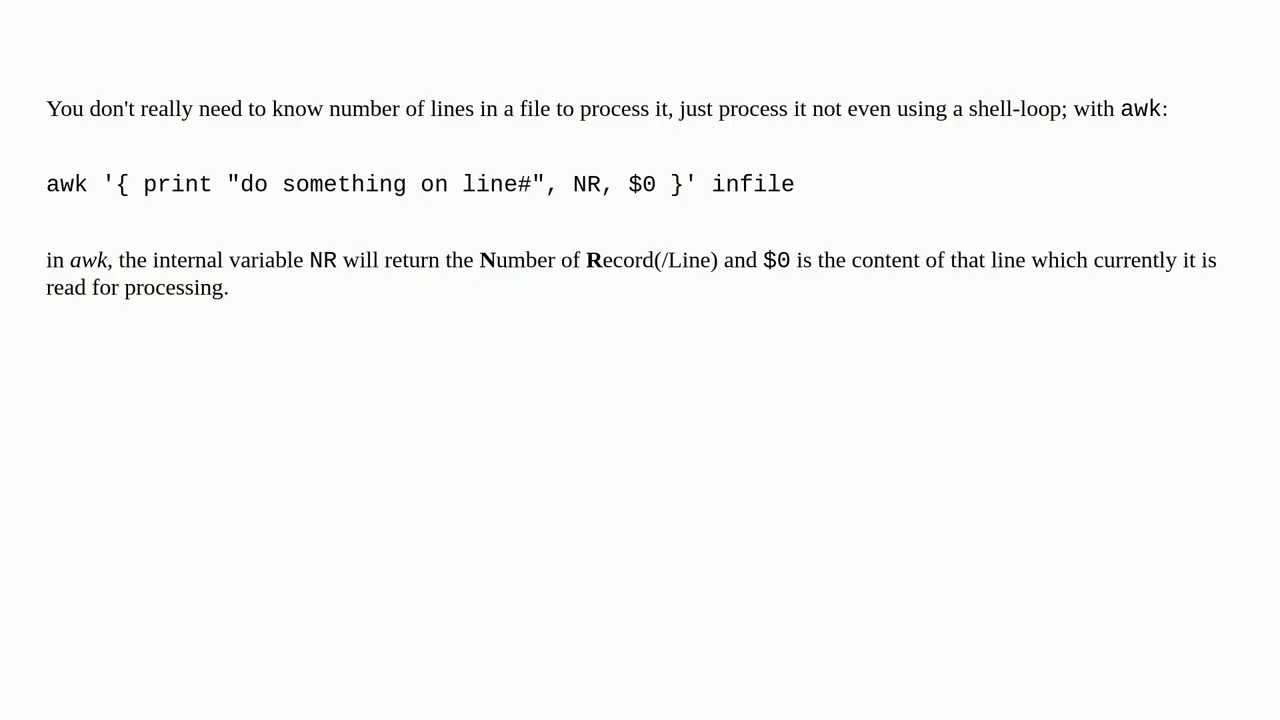 You don't really need to know number of lines in a file to process it, just process it not even using a shell-loop; with awk:
awk '{ print "do something on line#", NR, $0 }' infile
in awk, the internal variable NR will return the Number of Record(/Line) and $0 is the content of that line which currently it is
read for processing.